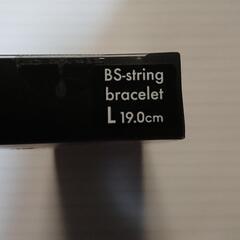 BS-string
bracelet
L 19.0cm